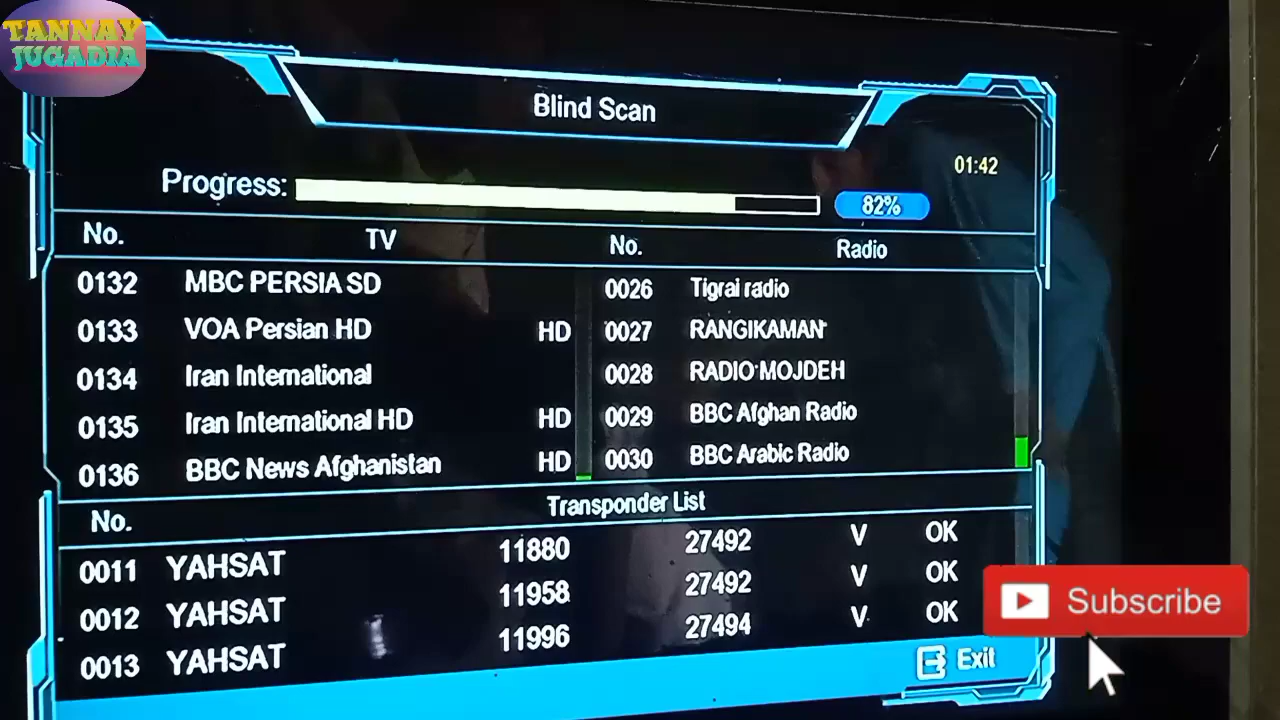 TANNAY
JUGADIA
Blind Scan
01:42
Progress: 82%
No. TV No. Radio
0132 MBC PERSIA SD 0026 Tigrai radio
0133 VOA Persian HD HD 0027 RANGIKAMAN
0134 Iran International 0028 RADIO MOJDEH
0135 Iran International HD HD 0029 BBC Afghan Radio
0136 BBC News Afghanistan HD 0030 BBC Arabic Radio
No. Transponder List
0011 YAHSAT 11880 27492 V OK
0012 YAHSAT 11958 27492 V OK
0013 YAHSAT 11996 27494 V OK
Subscribe
Exit